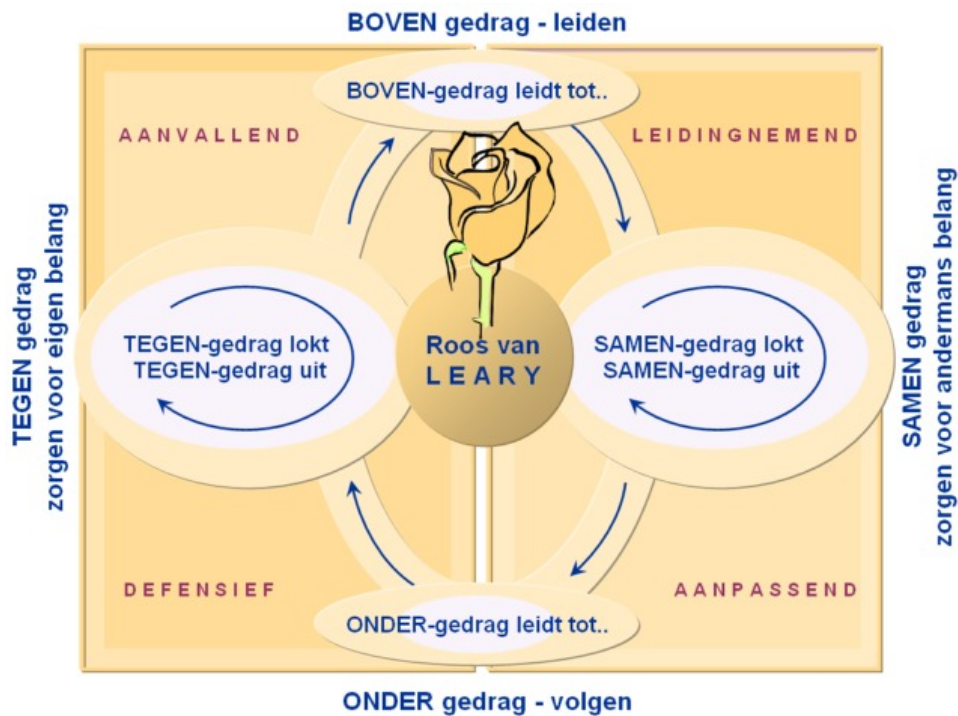 BOVEN gedrag - leiden
BOVEN-gedrag leidt tot..
AANVALLEND
LEIDINGNEMEND
TEGEN gedrag
zorgen voor eigen belang
TEGEN-gedrag lokt
TEGEN-gedrag uit
Roos van
LEARY
SAMEN-gedrag lokt
SAMEN-gedrag uit
SAMEN gedrag
zorgen voor andermans belang
DEFENSIEF
AANPASSEND
ONDER-gedrag leidt tot..
ONDER gedrag - volgen